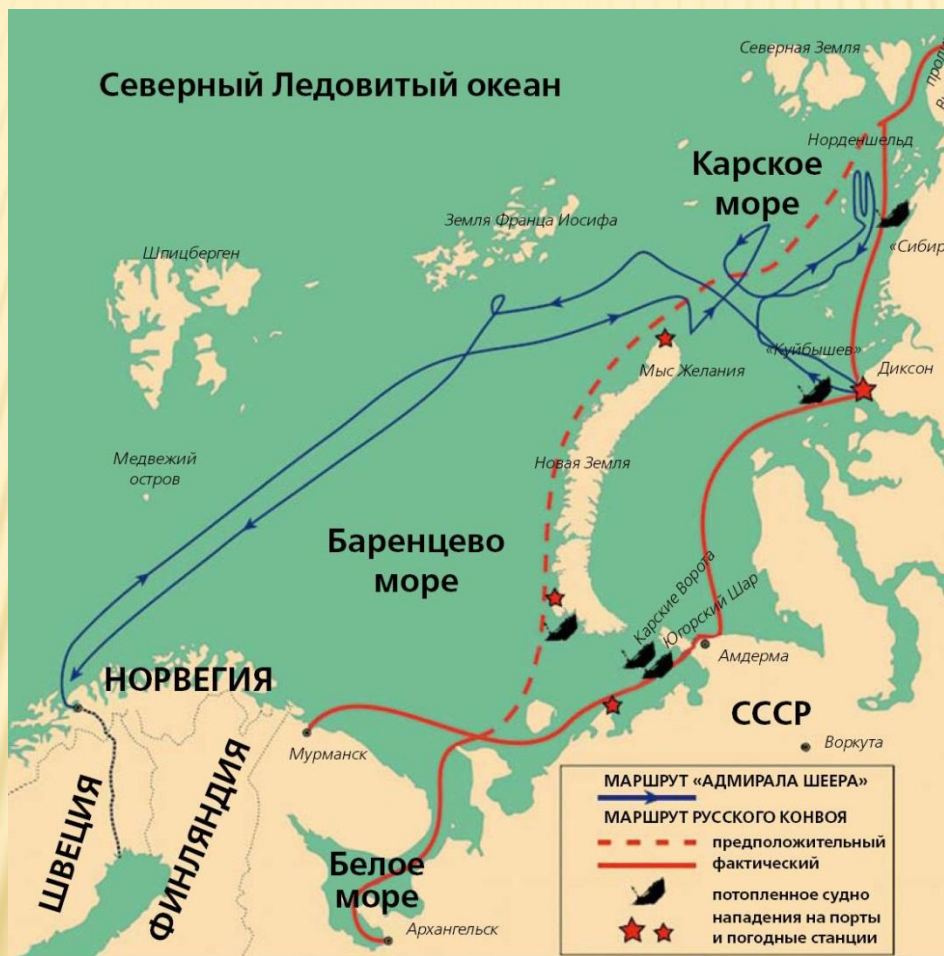 Северная Земля
проли
Северный Ледовитый океан
Норденшельд
Карское
море
Земля Франца Иосифа
Шпицберген
«Сибир
«Куйбышев»
Мыс Желания
Диксон
Медвежий
остров
Новая Земля
Баренцево
море
Карские Ворота
Югорский Шар
Амдерма
НОРВЕГИЯ
СССР
Мурманск
Воркута
ШВЕЦИЯ
ФИНЛЯНДИЯ
Белое
море
Архангельск
МАРШРУТ «АДМИРАЛА ШЕЕРА»
МАРШРУТ РУССКОГО КОНВОЯ
предположительный
фактический
потопленное судно
нападения на порты
и погодные станции